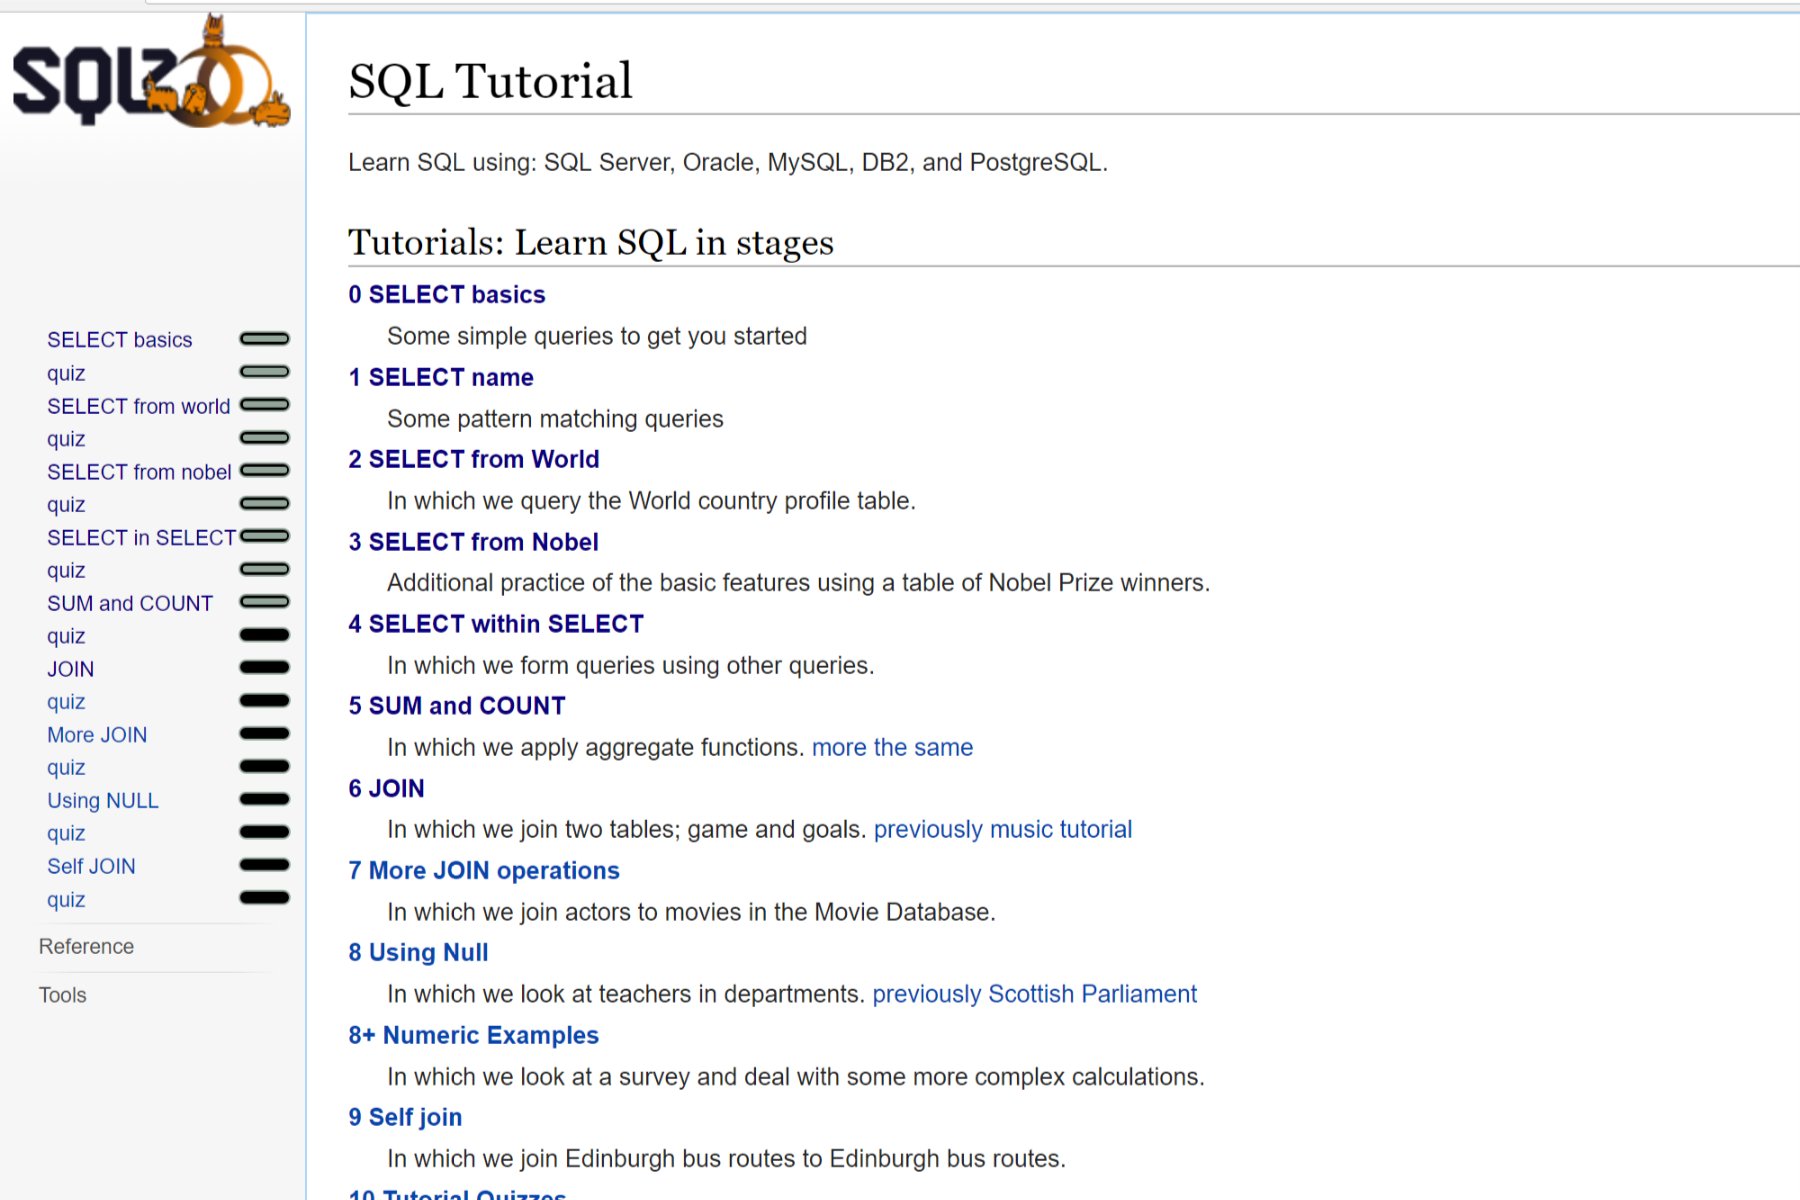 SQLZOO
SELECT basics
quiz
SELECT from world
quiz
SELECT from nobel
quiz
SELECT in SELECT
quiz
SUM and COUNT
quiz
JOIN
quiz
More JOIN
quiz
Using NULL
quiz
Self JOIN
quiz
Reference
Tools
SQL Tutorial
Learn SQL using: SQL Server, Oracle, MySQL, DB2, and PostgreSQL.
Tutorials: Learn SQL in stages
0 SELECT basics
Some simple queries to get you started
1 SELECT name
Some pattern matching queries
2 SELECT from World
In which we query the World country profile table.
3 SELECT from Nobel
Additional practice of the basic features using a table of Nobel Prize winners.
4 SELECT within SELECT
In which we form queries using other queries.
5 SUM and COUNT
In which we apply aggregate functions. more the same
6 JOIN
In which we join two tables; game and goals. previously music tutorial
7 More JOIN operations
In which we join actors to movies in the Movie Database.
8 Using Null
In which we look at teachers in departments. previously Scottish Parliament
8+ Numeric Examples
In which we look at a survey and deal with some more complex calculations.
9 Self join
In which we join Edinburgh bus routes to Edinburgh bus routes.
10 Tutorial Quizzes